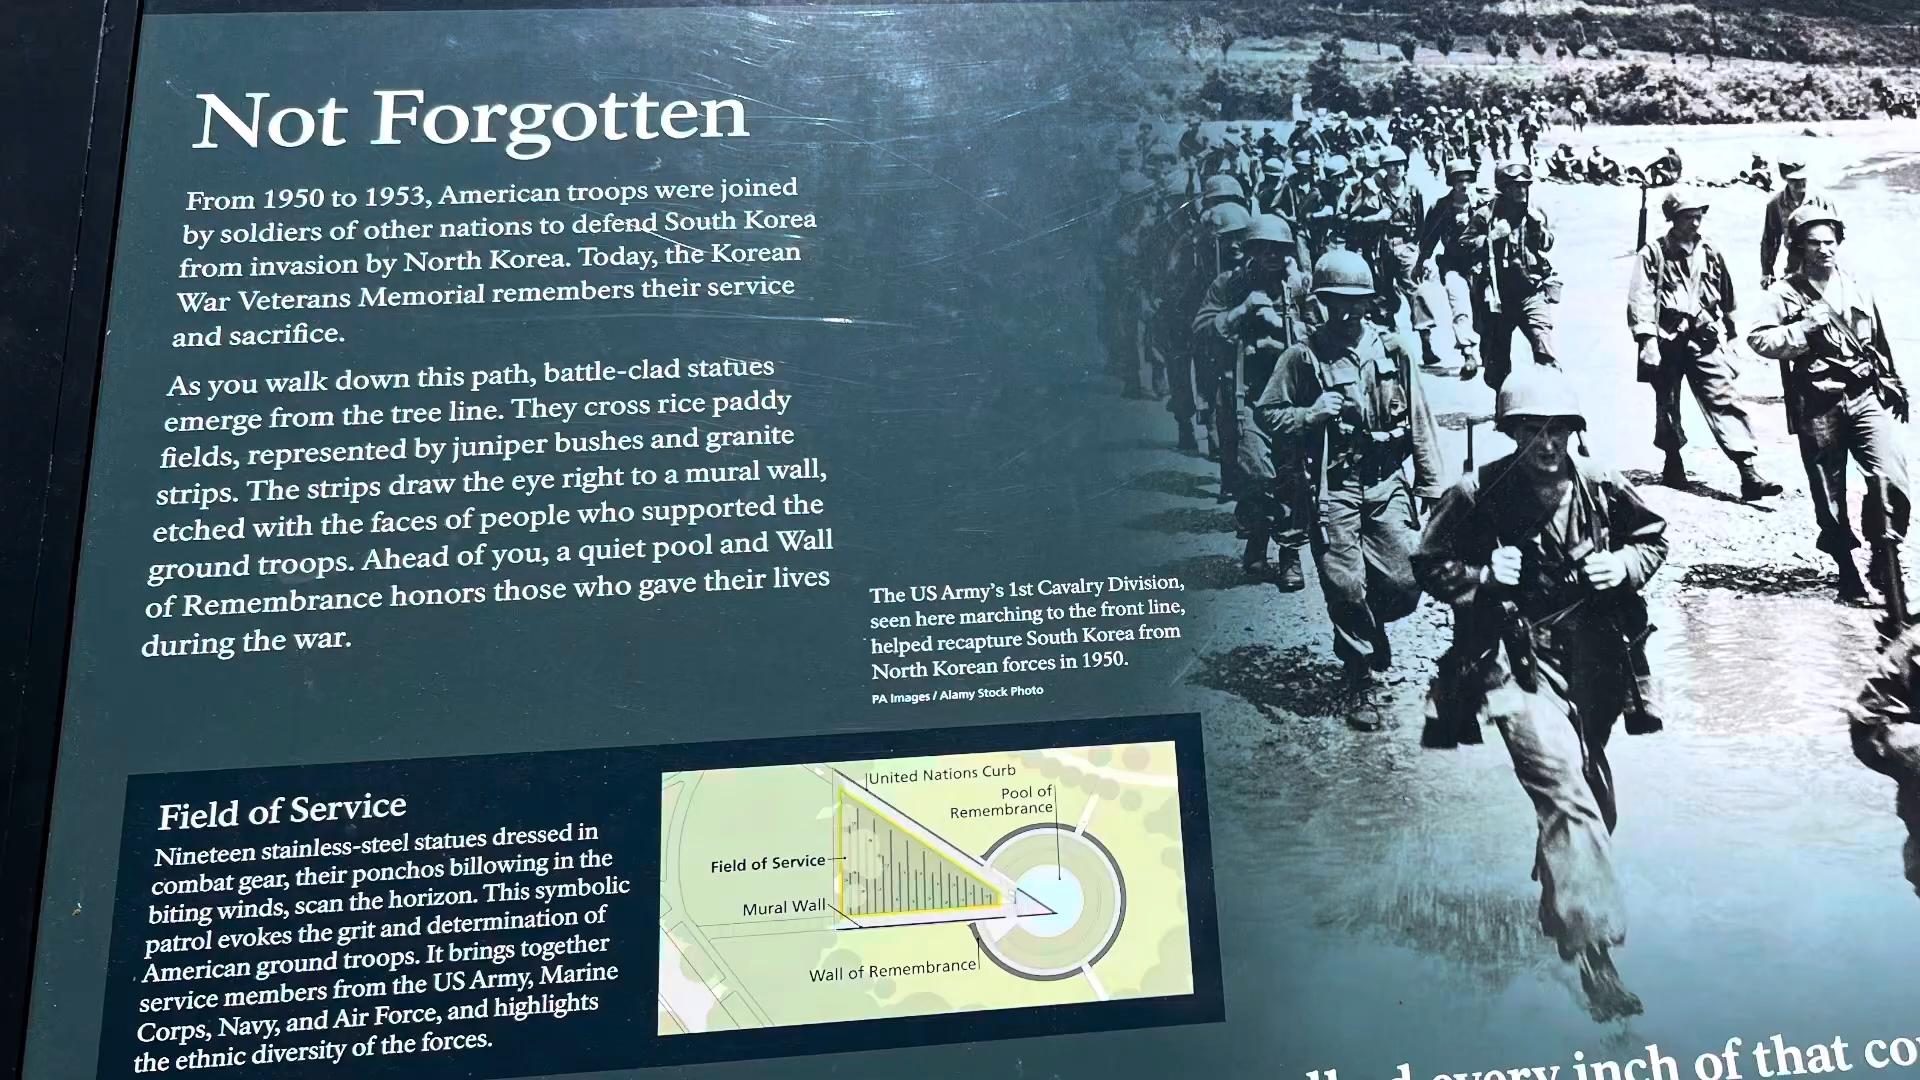 Not Forgotten
From 1950 to 1953, American troops were joined
by soldiers of other nations to defend South Korea
from invasion by North Korea. Today, the Korean
War Veterans Memorial remembers their service
and sacrifice.
As you walk down this path, battle-clad statues
emerge from the tree line. They cross rice paddy
fields, represented by juniper bushes and granite
strips. The strips draw the eye right to a mural wall,
etched with the faces of people who supported the
ground troops. Ahead of you, a quiet pool and Wall
of Remembrance honors those who gave their lives
during the war.
The US Army's 1st Cavalry Division,
seen here marching to the front line,
helped recapture South Korea from
North Korean forces in 1950.
PA Images / Alamy Stock Photo
Field of Service
Nineteen stainless-steel statues dressed in
combat gear, their ponchos billowing in the
biting winds, scan the horizon. This symbolic
patrol evokes the grit and determination of
American ground troops. It brings together
service members from the US Army, Marine
Corps, Navy, and Air Force, and highlights
the ethnic diversity of the forces.
United Nations Curb
Pool of
Remembrance
Field of Service
Mural Wall
Wall of Remembrance
every inch of that